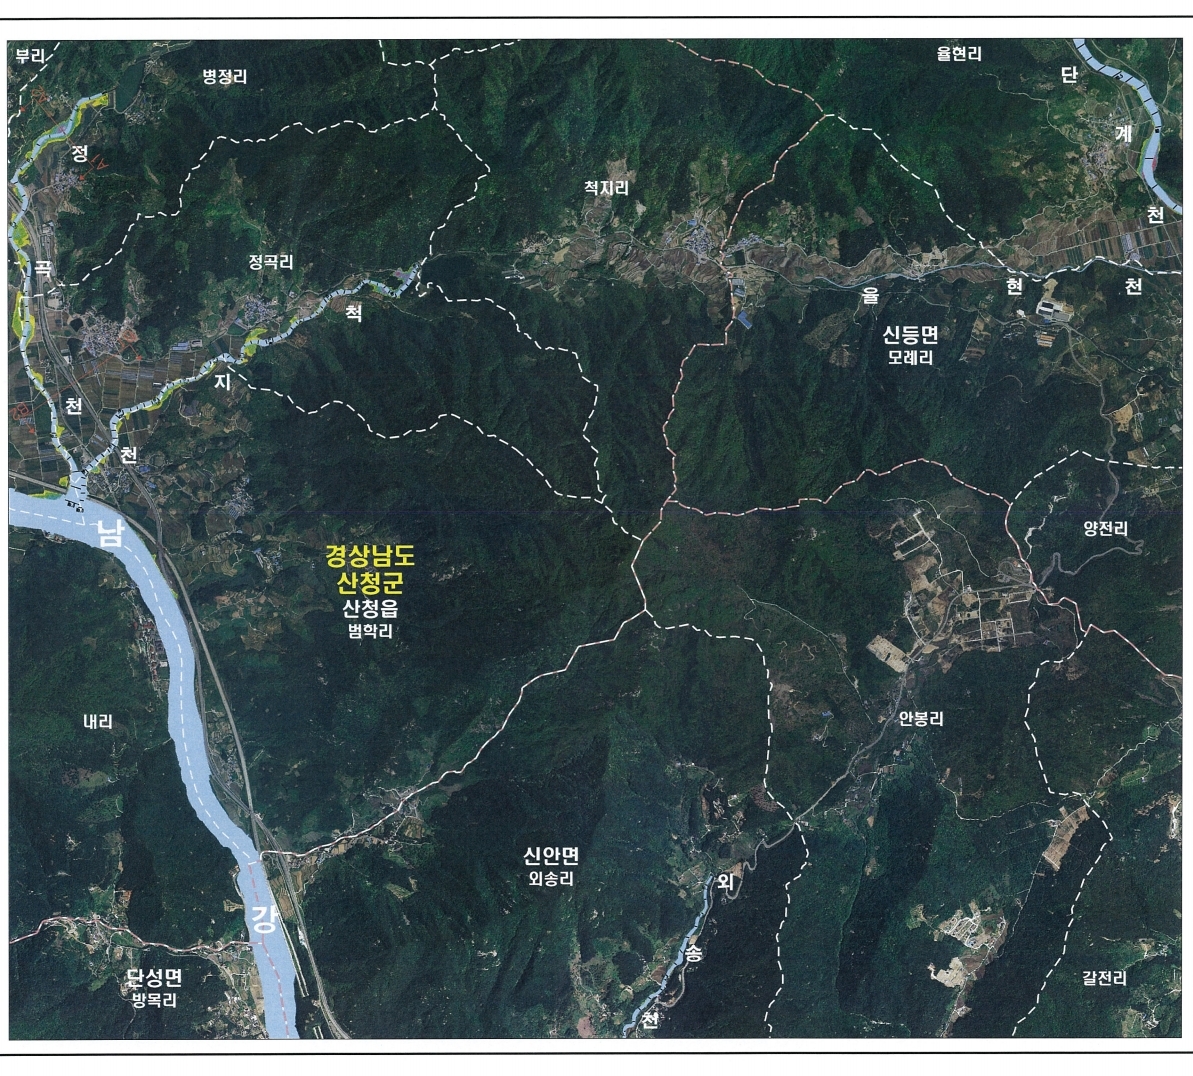 부리
병정리
율현리
단
계
천
정
곡
천
척지리
정곡리
척
지
천
율
현
천
신등면
모례리
남
강
양전리
경상남도
산청군
산청읍
범학리
내리
안봉리
신안면
외송리
외
송
천
단성면
방목리
갈전리